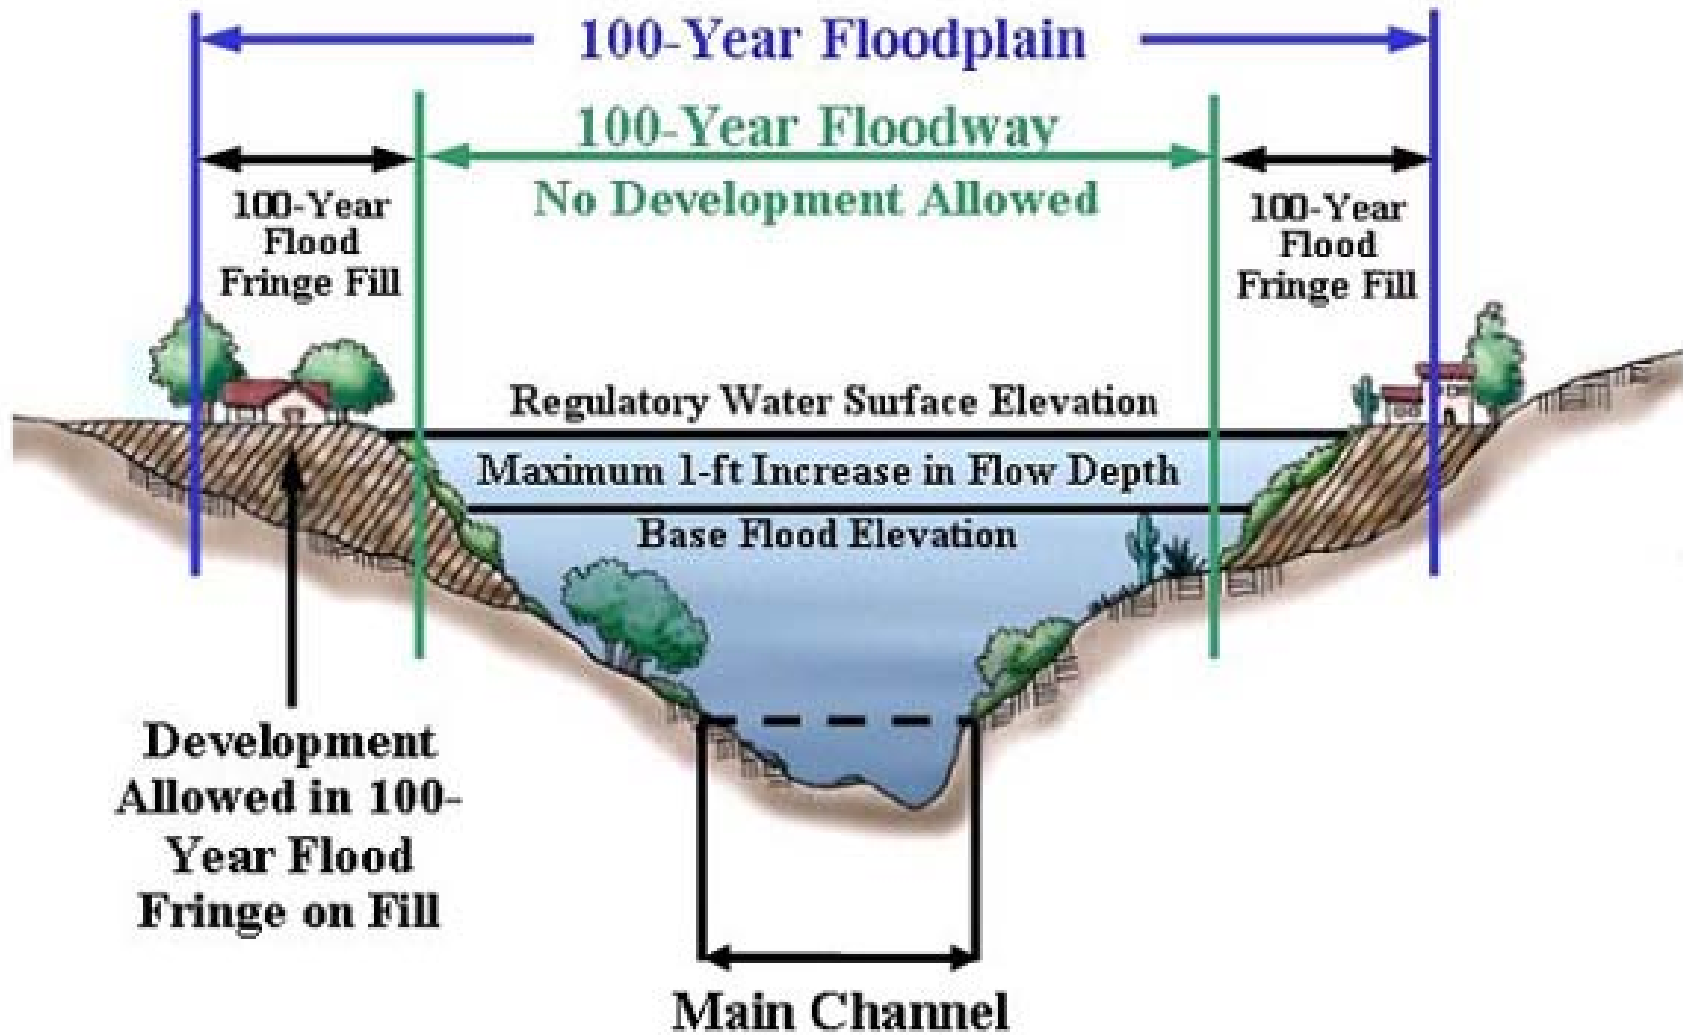 100-Year Floodplain
100-Year Floodway
No Development Allowed
100-Year
Flood
Fringe Fill
100-Year
Flood
Fringe Fill
Regulatory Water Surface Elevation
Maximum 1-ft Increase in Flow Depth
Base Flood Elevation
Development
Allowed in 100-
Year Flood
Fringe on Fill
Main Channel